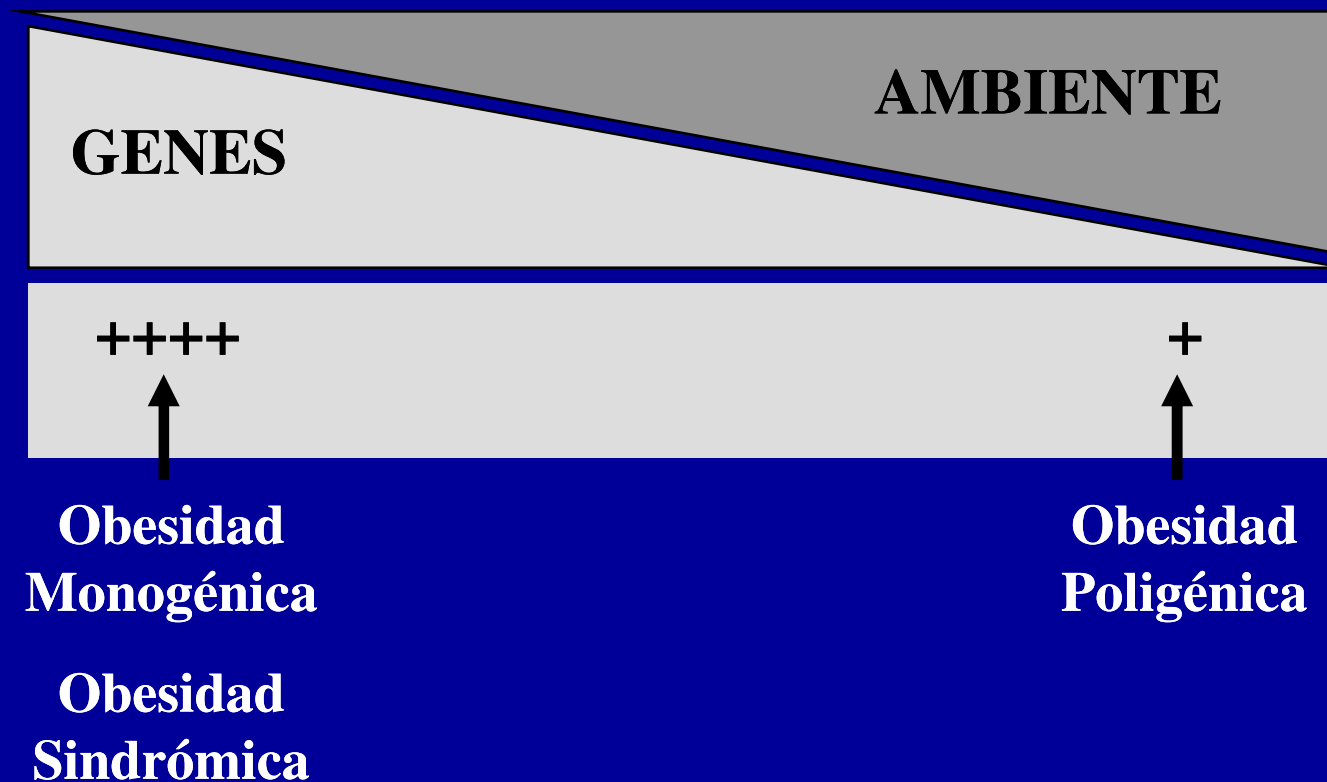 AMBIENTE
GENES
++++
+
Obesidad
Monogénica
Obesidad
Poligénica
Obesidad
Sindrómica